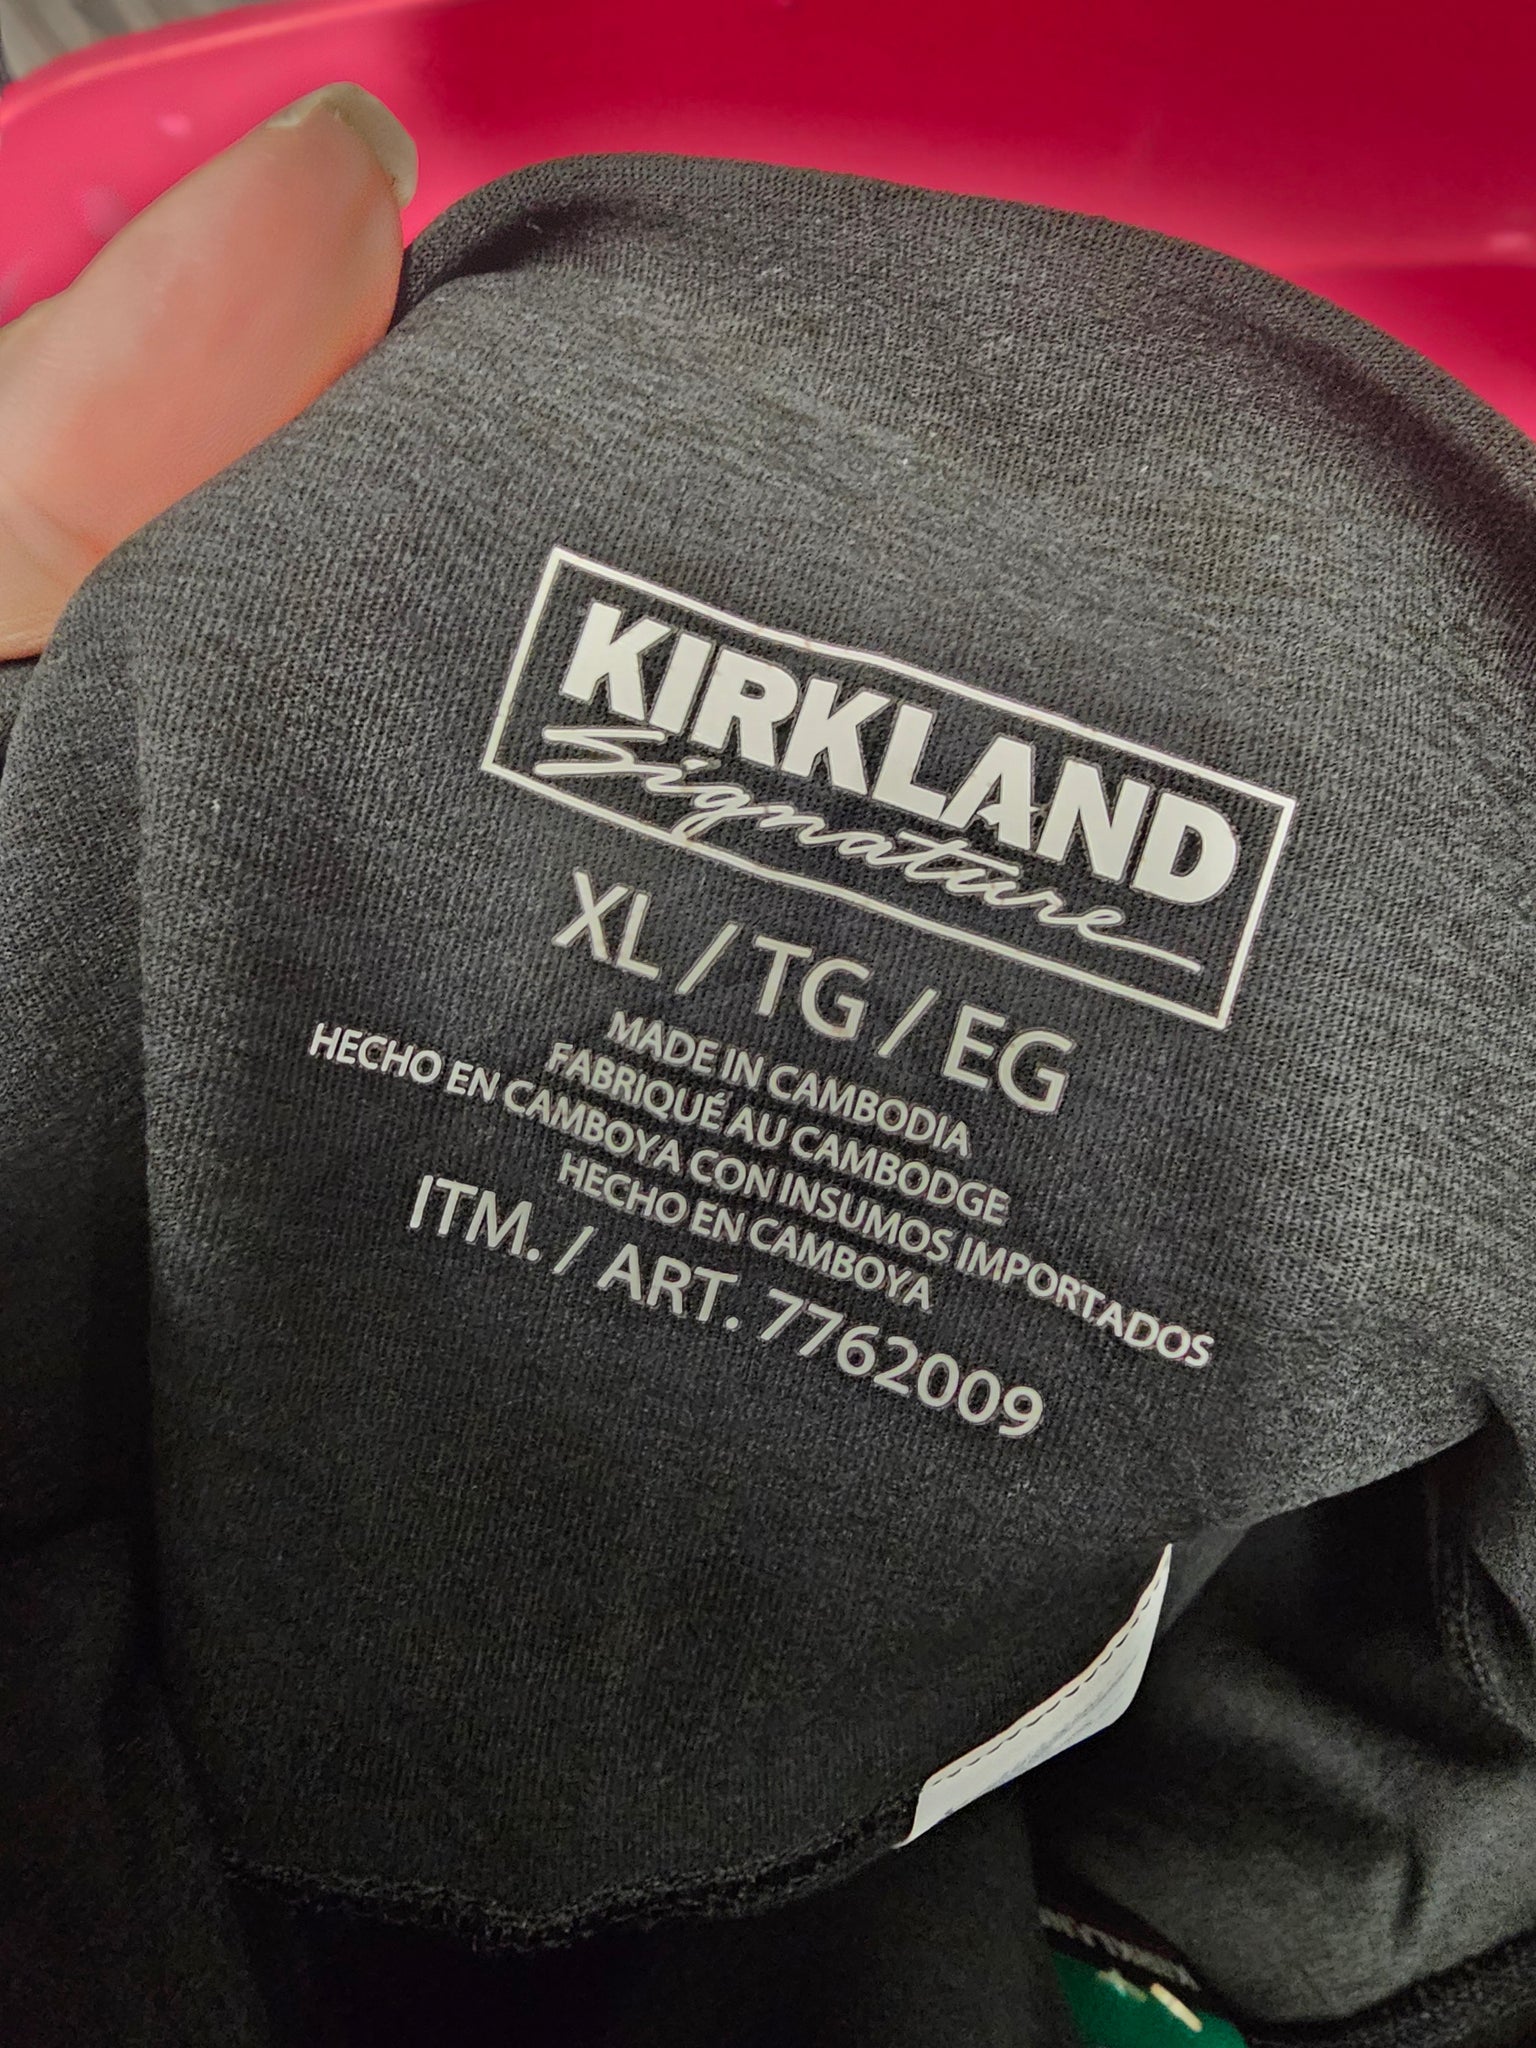 KIRKLAND
Signature
XL / TG / EG
MADE IN CAMBODIA
FABRIQUÉ AU CAMBODGE
HECHO EN CAMBOYA CON INSUMOS IMPORTADOS
HECHO EN CAMBOYA
ITM. / ART. 7762009